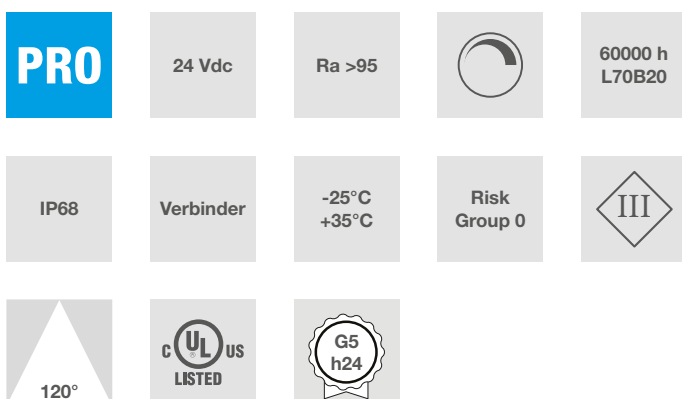 PRO
24 Vdc
Ra >95
60000 h
L70B20
IP68
Verbinder
-25°C
+35°C
Risk
Group 0
III
120°
C UL US
®
LISTED
G5
h24